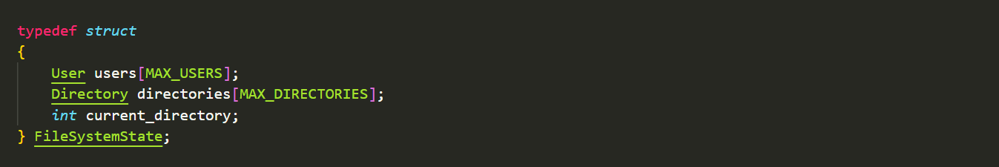 typedef struct
{
    User users[MAX_USERS];
    Directory directories[MAX_DIRECTORIES];
    int current_directory;
} FileSystemState;